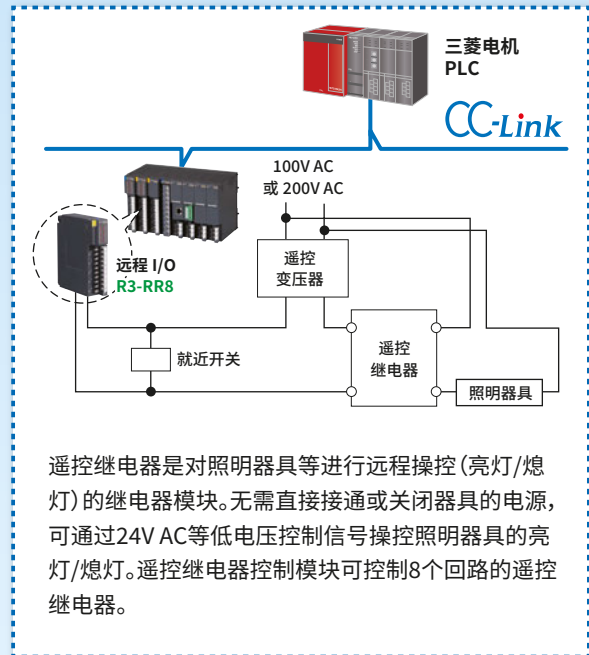 三菱电机
PLC
CC-Link
100V AC
或 200V AC
远程 I/O
R3-RR8
遥控
变压器
就近开关
遥控
继电器
照明器具
遥控继电器是对照明器具等进行远程操控(亮灯/熄
灯)的继电器模块。无需直接接通或关闭器具的电源，
可通过24V AC等低电压控制信号操控照明器具的亮
灯/熄灯。遥控继电器控制模块可控制8个回路的遥控
继电器。